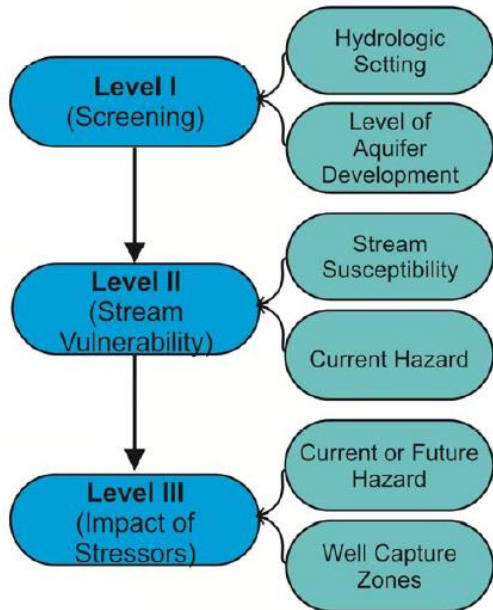 Level I
(Screening)
Hydrologic
Sctting
Level of
Aquifer
Development
Level II
(Stream
Vulnerability)
Stream
Susceptibility
Current Hazard
Level III
(Impact of
Stressors)
Current or Future
Hazard
Well Capture
Zones